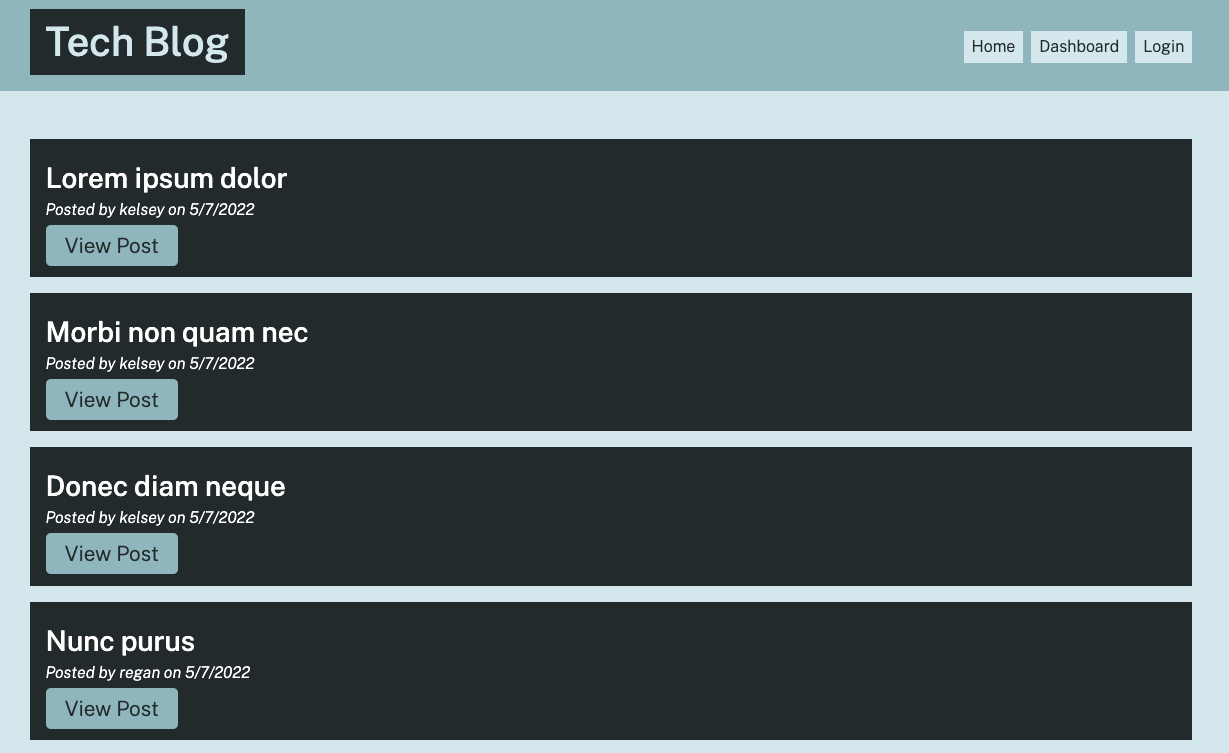 Tech Blog
Home Dashboard Login
Lorem ipsum dolor
Posted by kelsey on 5/7/2022
View Post
Morbi non quam nec
Posted by kelsey on 5/7/2022
View Post
Donec diam neque
Posted by kelsey on 5/7/2022
View Post
Nunc purus
Posted by regan on 5/7/2022
View Post